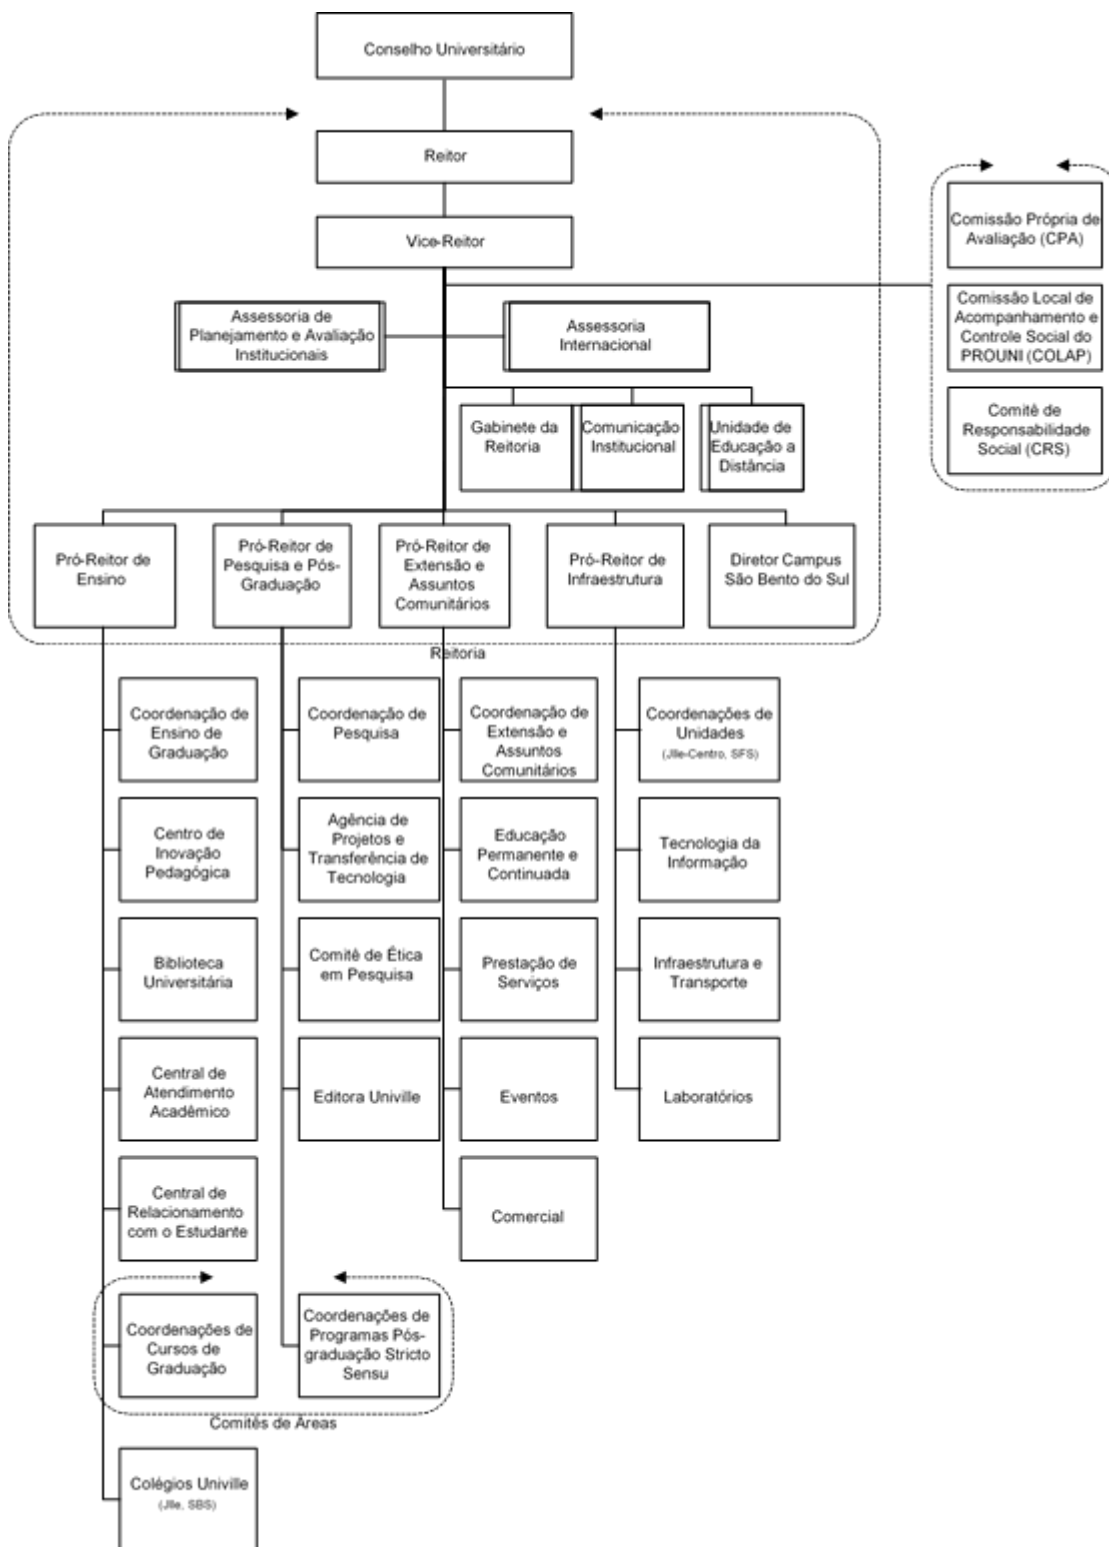 Conselho Universitário
Reitor
Vice-Reitor
Comissão Própria de
Avaliação (CPA)
Comissão Local de
Acompanhamento e
Controle Social do
PROUNI (COLAP)
Comitê de
Responsabilidade
Social (CRS)
Assessoria de
Planejamento e Avaliação
Institucionais
Assessoria
Internacional
Gabinete da
Reitoria
Comunicação
Institucional
Unidade de
Educação a
Distância
Pró-Reitor de
Ensino
Pró-Reitor de
Pesquisa e Pós-
Graduação
Pró-Reitor de
Extensão e
Assuntos
Comunitários
Pró-Reitor de
Infraestrutura
Diretor Campus
São Bento do Sul
Reitoria
Coordenação de
Ensino de
Graduação
Coordenação de
Pesquisa
Coordenação de
Extensão e
Assuntos
Comunitários
Coordenações de
Unidades
(Jlle-Centro, SFS)
Centro de
Inovação
Pedagógica
Agência de
Projetos e
Transferência de
Tecnologia
Educação
Permanente e
Continuada
Tecnologia da
Informação
Biblioteca
Universitária
Comitê de Ética
em Pesquisa
Prestação de
Serviços
Infraestrutura e
Transporte
Central de
Atendimento
Acadêmico
Editora Univille
Eventos
Laboratórios
Central de
Relacionamento
com o Estudante
Comercial
Coordenações de
Cursos de
Graduação
Coordenações de
Programas Pós-
graduação Stricto
Sensu
Comitês de Áreas
Colégios Univille
(Jlle, SBS)